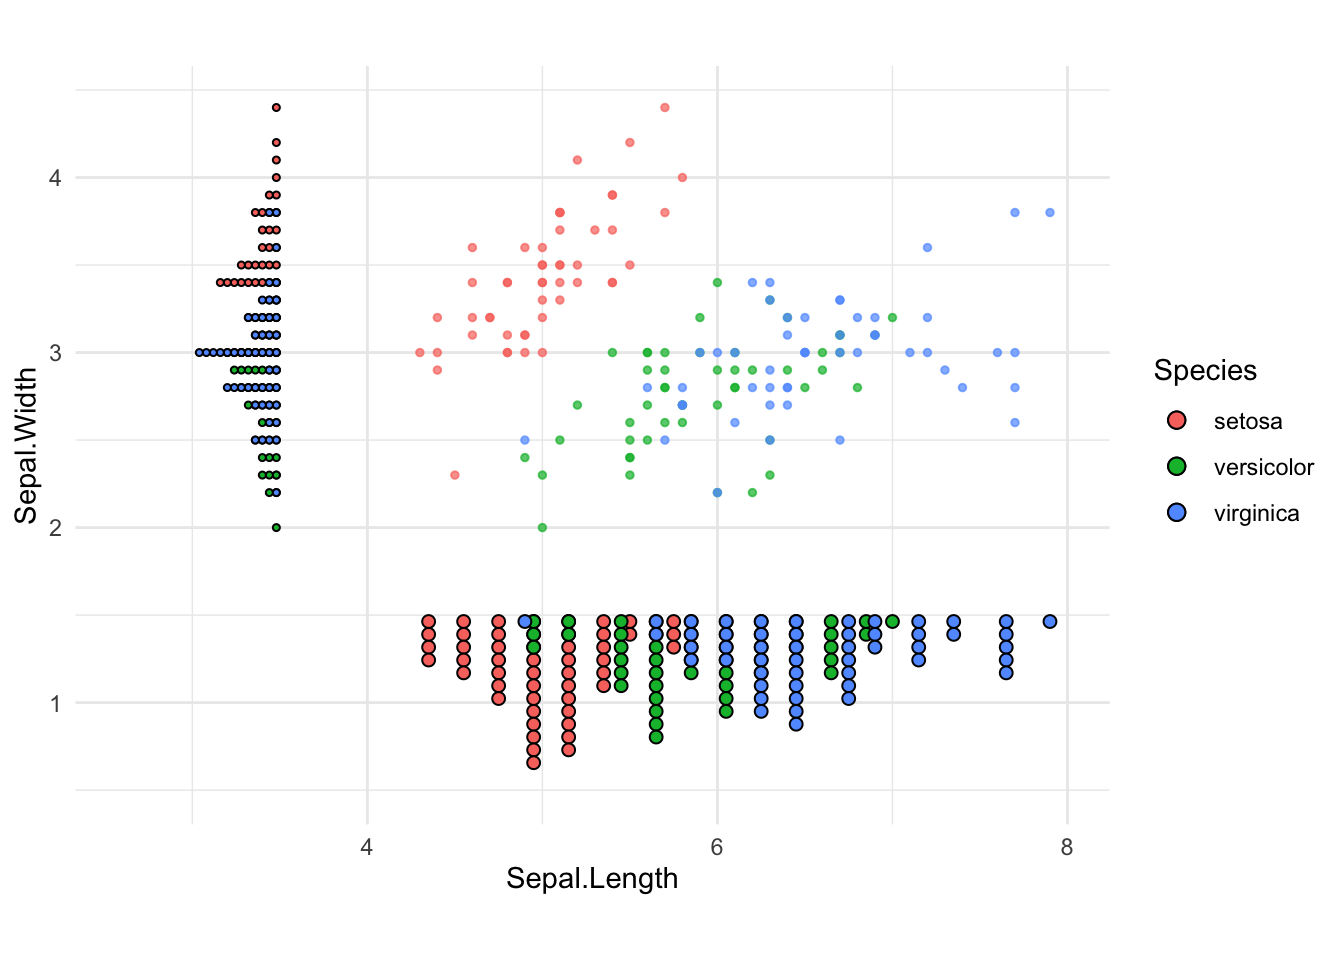 4
3
2
1
Sepal.Width
4
6
8
Sepal.Length
Species
setosa
versicolor
virginica